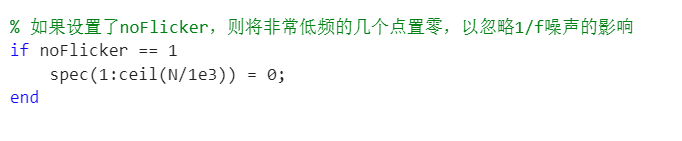 % 如果设置了noFlicker，则将非常低频的几个点置零，以忽略1/f噪声的影响
if noFlicker == 1
    spec(1:ceil(N/1e3)) = 0;
end